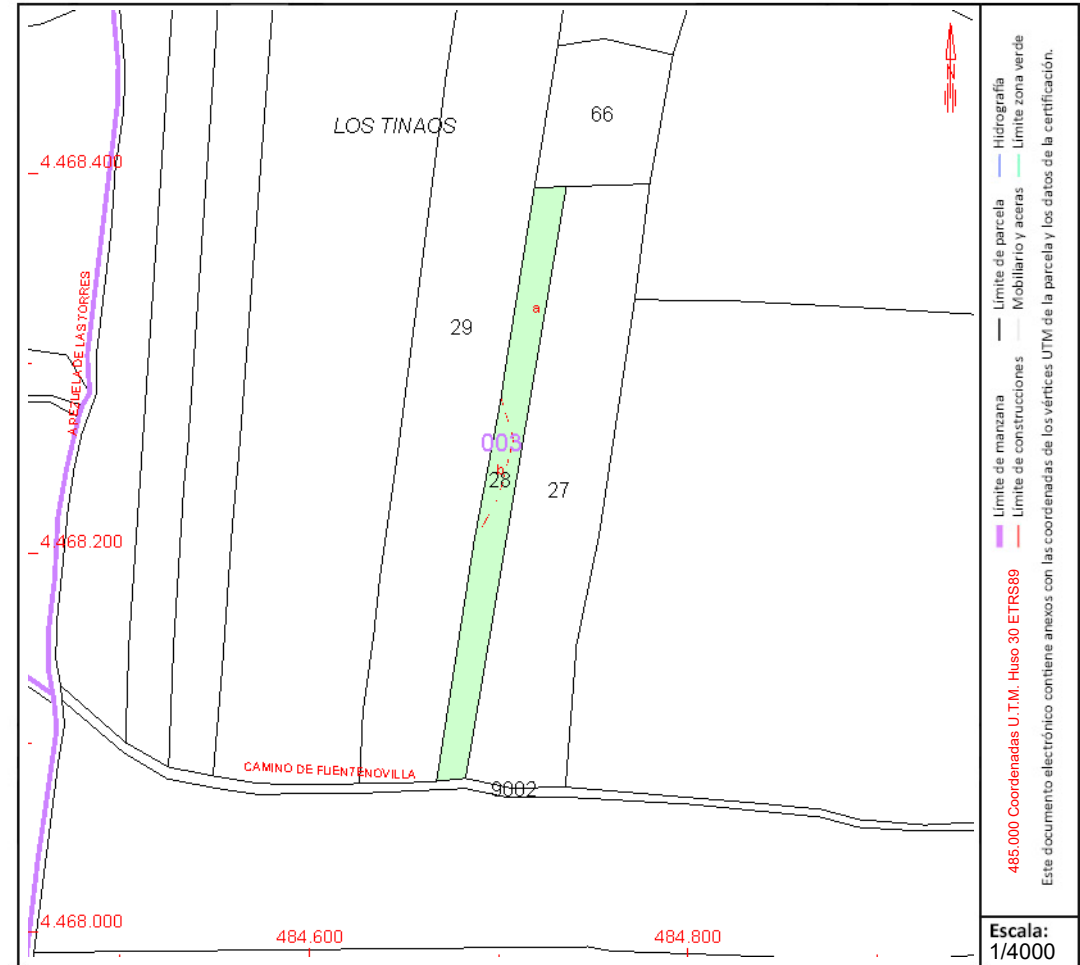 66
LOS TINAOS
4.468.400
a
29
003
b
28
27
4.468.200
CAMINO DE FUENTENOVILLA
9002
4.468.000
484.600
484.800
AREZUELA DE LAS TORRES
N
Límite de manzana
Límite de parcela
Hidrografía
Límite de construcciones
Mobiliario y aceras
Límite zona verde
485.000 Coordenadas U.T.M. Huso 30 ETRS89
Este documento electrónico contiene anexos con las coordenadas de los vértices UTM de la parcela y los datos de la certificación.
Escala:
1/4000